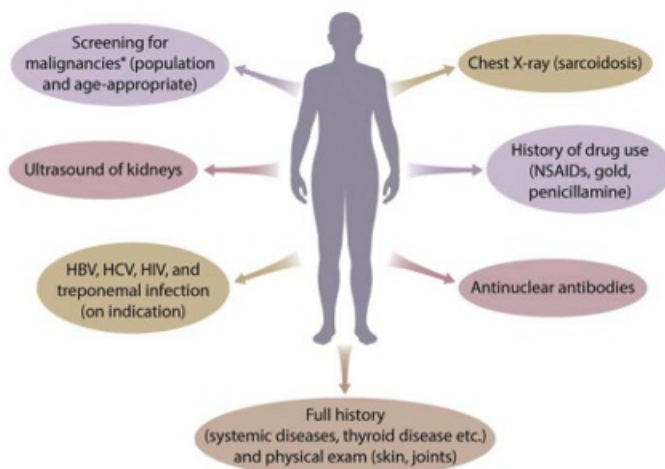 Screening for
malignancies* (population
and age-appropriate)
Chest X-ray (sarcoidosis)
Ultrasound of kidneys
History of drug use
(NSAIDs, gold,
penicillamine)
HBV, HCV, HIV, and
treponemal infection
(on indication)
Antinuclear antibodies
Full history
(systemic diseases, thyroid disease etc.)
and physical exam (skin, joints)